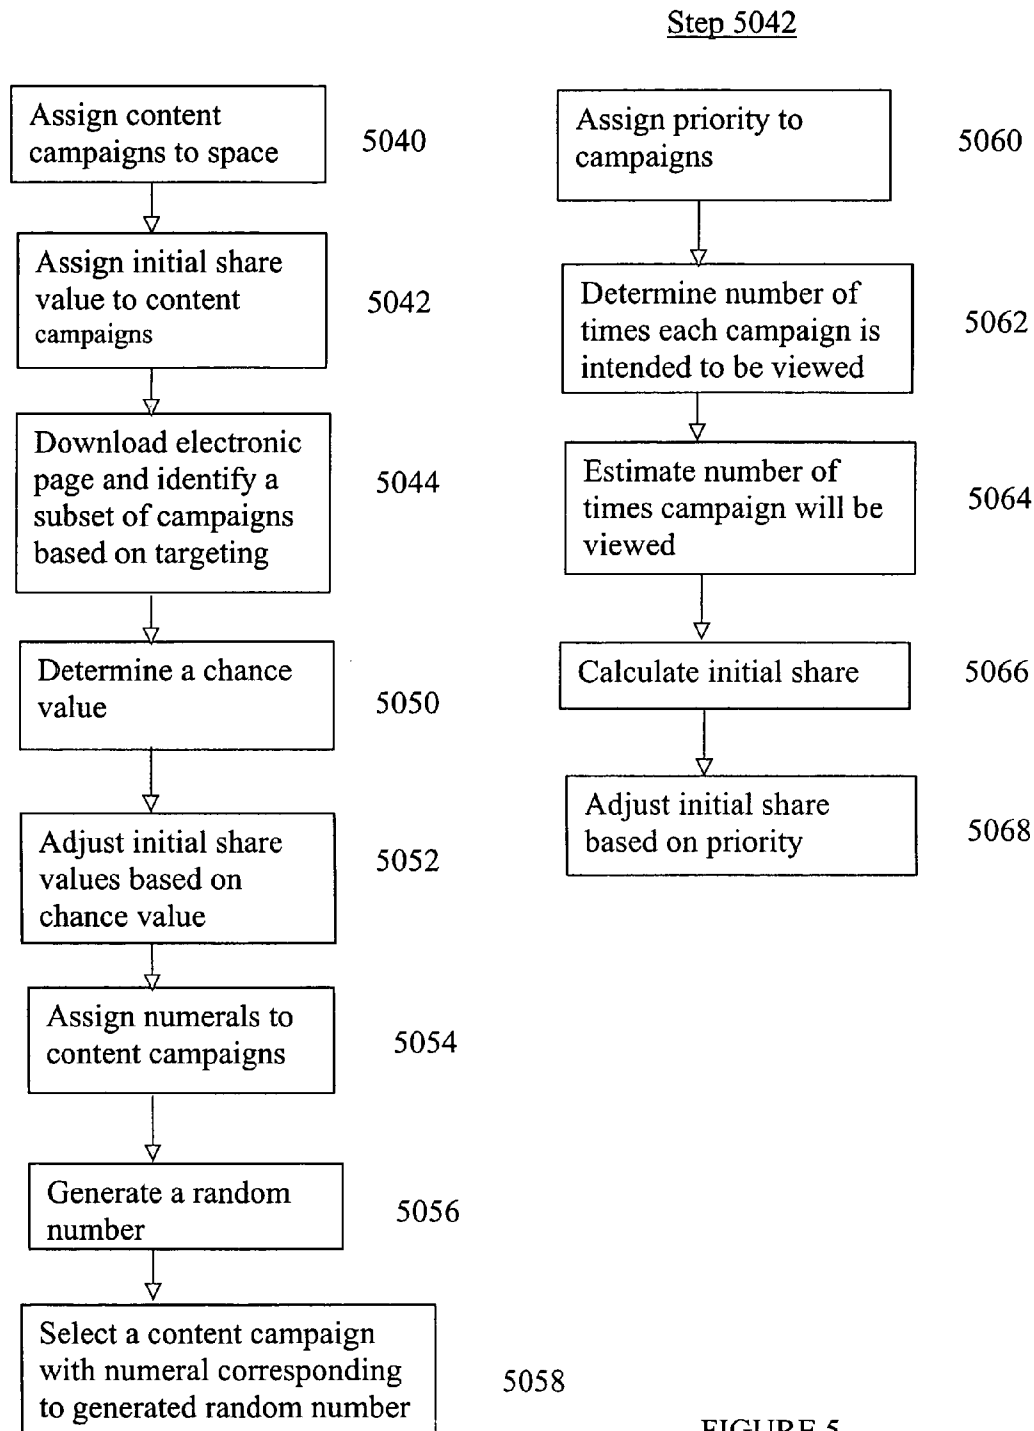 Step 5042
Assign content
campaigns to space
5040
Assign initial share
value to content
campaigns
5042
Download electronic
page and identify a
subset of campaigns
based on targeting
5044
Determine a chance
value
5050
Adjust initial share
values based on
chance value
5052
Assign numerals to
content campaigns
5054
Generate a random
number
5056
Select a content campaign
with numeral corresponding
to generated random number
5058
Assign priority to
campaigns
5060
Determine number of
times each campaign is
intended to be viewed
5062
Estimate number of
times campaign will be
viewed
5064
Calculate initial share
5066
Adjust initial share
based on priority
5068
FIGURE 5